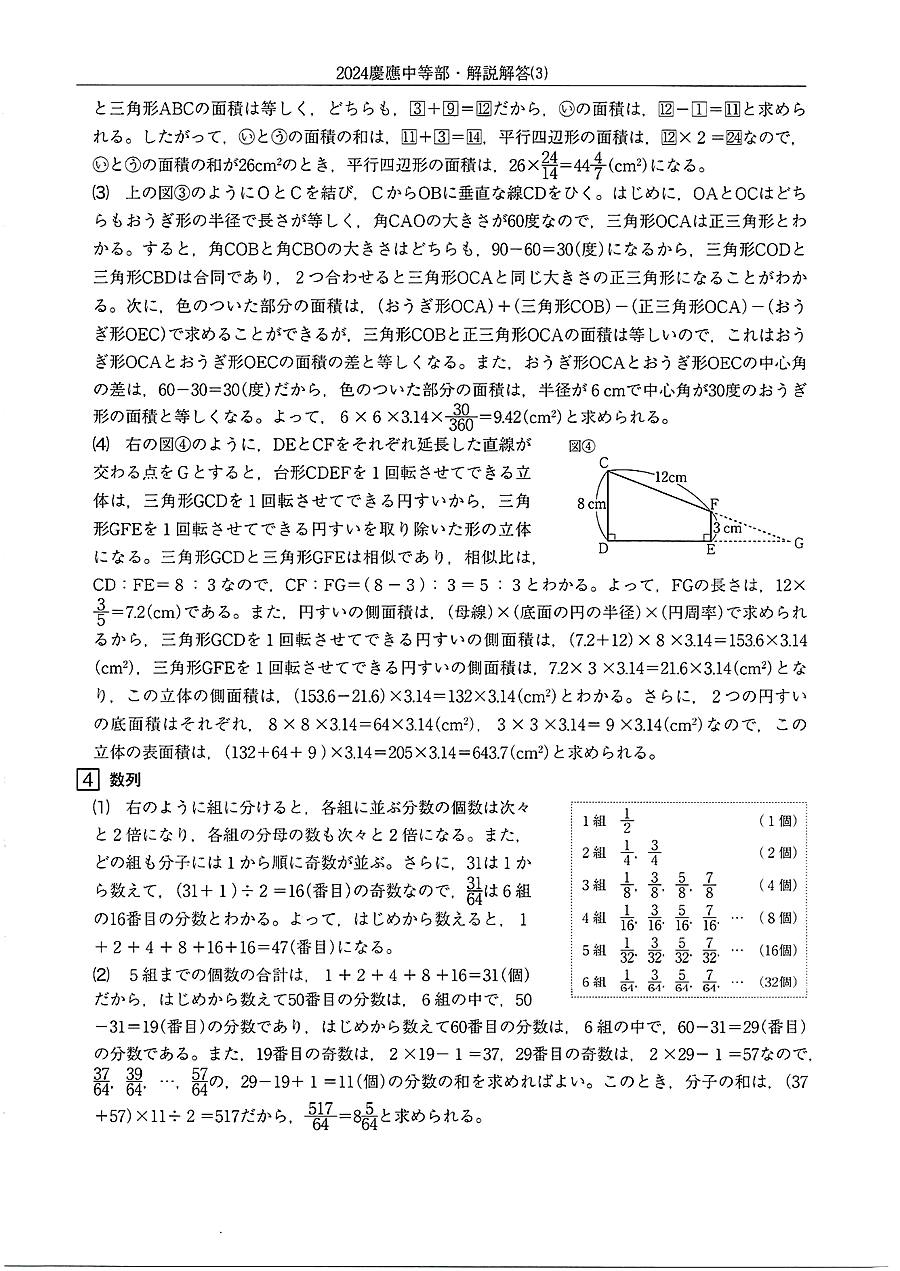 2024慶應中等部・解説解答(3)
と三角形ABCの面積は等しく，どちらも，③+⑨=⑫だから，㋑の面積は，⑫-①=⑪と求めら
れる。したがって，㋑と㋒の面積の和は，⑪+③=⑭，平行四辺形の面積は，⑫×2=㉔なので，
㋑と㋒の面積の和が26cm²のとき，平行四辺形の面積は，26×24/14=44 4/7(cm²)になる。
(3) 上の図③のようにOとCを結び，CからOBに垂直な線CDをひく。はじめに，OAとOCはどち
らもおうぎ形の半径で長さが等しく，角CAOの大きさが60度なので，三角形OCAは正三角形とわ
かる。すると，角COBと角CBOの大きさはどちらも，90-60=30(度)になるから，三角形CODと
三角形CBDは合同であり，2つ合わせると三角形OCAと同じ大きさの正三角形になることがわか
る。次に，色のついた部分の面積は，(おうぎ形OCA)+(三角形COB)-(正三角形OCA)-(おう
ぎ形OEC)で求めることができるが，三角形COBと正三角形OCAの面積は等しいので，これはおう
ぎ形OCAとおうぎ形OECの面積の差と等しくなる。また，おうぎ形OCAとおうぎ形OECの中心角
の差は，60-30=30(度)だから，色のついた部分の面積は，半径が6cmで中心角が30度のおうぎ
形の面積と等しくなる。よって，6×6×3.14×30/360=9.42(cm²)と求められる。
(4) 右の図④のように，DEとCFをそれぞれ延長した直線が
交わる点をGとすると，台形CDEFを1回転させてできる立
体は，三角形GCDを1回転させてできる円すいから，三角
形GFEを1回転させてできる円すいを取り除いた形の立体
になる。三角形GCDと三角形GFEは相似であり，相似比は，
図④
C
12cm
8cm
F
3cm
D
E
G
CD：FE=8：3なので，CF：FG=(8-3)：3=5：3とわかる。よって，FGの長さは，12×
3/5=7.2(cm)である。また，円すいの側面積は，(母線)×(底面の円の半径)×(円周率)で求められ
るから，三角形GCDを1回転させてできる円すいの側面積は，(7.2+12)×8×3.14=153.6×3.14
(cm²)，三角形GFEを1回転させてできる円すいの側面積は，7.2×3×3.14=21.6×3.14(cm²)とな
り，この立体の側面積は，(153.6-21.6)×3.14=132×3.14(cm²)とわかる。さらに，2つの円すい
の底面積はそれぞれ，8×8×3.14=64×3.14(cm²)，3×3×3.14=9×3.14(cm²)なので，この
立体の表面積は，(132+64+9)×3.14=205×3.14=643.7(cm²)と求められる。
4 数列
(1) 右のように組に分けると，各組に並ぶ分数の個数は次々
と2倍になり，各組の分母の数も次々と2倍になる。また，
どの組も分子には1から順に奇数が並ぶ。さらに，31は1か
ら数えて，(31+1)÷2=16(番目)の奇数なので，31/64は6組
の16番目の分数とわかる。よって，はじめから数えると，1
+2+4+8+16+16=47(番目)になる。
(2) 5組までの個数の合計は，1+2+4+8+16=31(個)
だから，はじめから数えて50番目の分数は，6組の中で，50
1組 1/2 (1個)
2組 1/4，3/4 (2個)
3組 1/8，3/8，5/8，7/8 (4個)
4組 1/16，3/16，5/16，7/16，… (8個)
5組 1/32，3/32，5/32，7/32，… (16個)
6組 1/64，3/64，5/64，7/64，… (32個)
-31=19(番目)の分数であり，はじめから数えて60番目の分数は，6組の中で，60-31=29(番目)
の分数である。また，19番目の奇数は，2×19-1=37，29番目の奇数は，2×29-1=57なので，
37/64，39/64，…，57/64の，29-19+1=11(個)の分数の和を求めればよい。このとき，分子の和は，(37
+57)×11÷2=517だから，517/64=8 5/64と求められる。